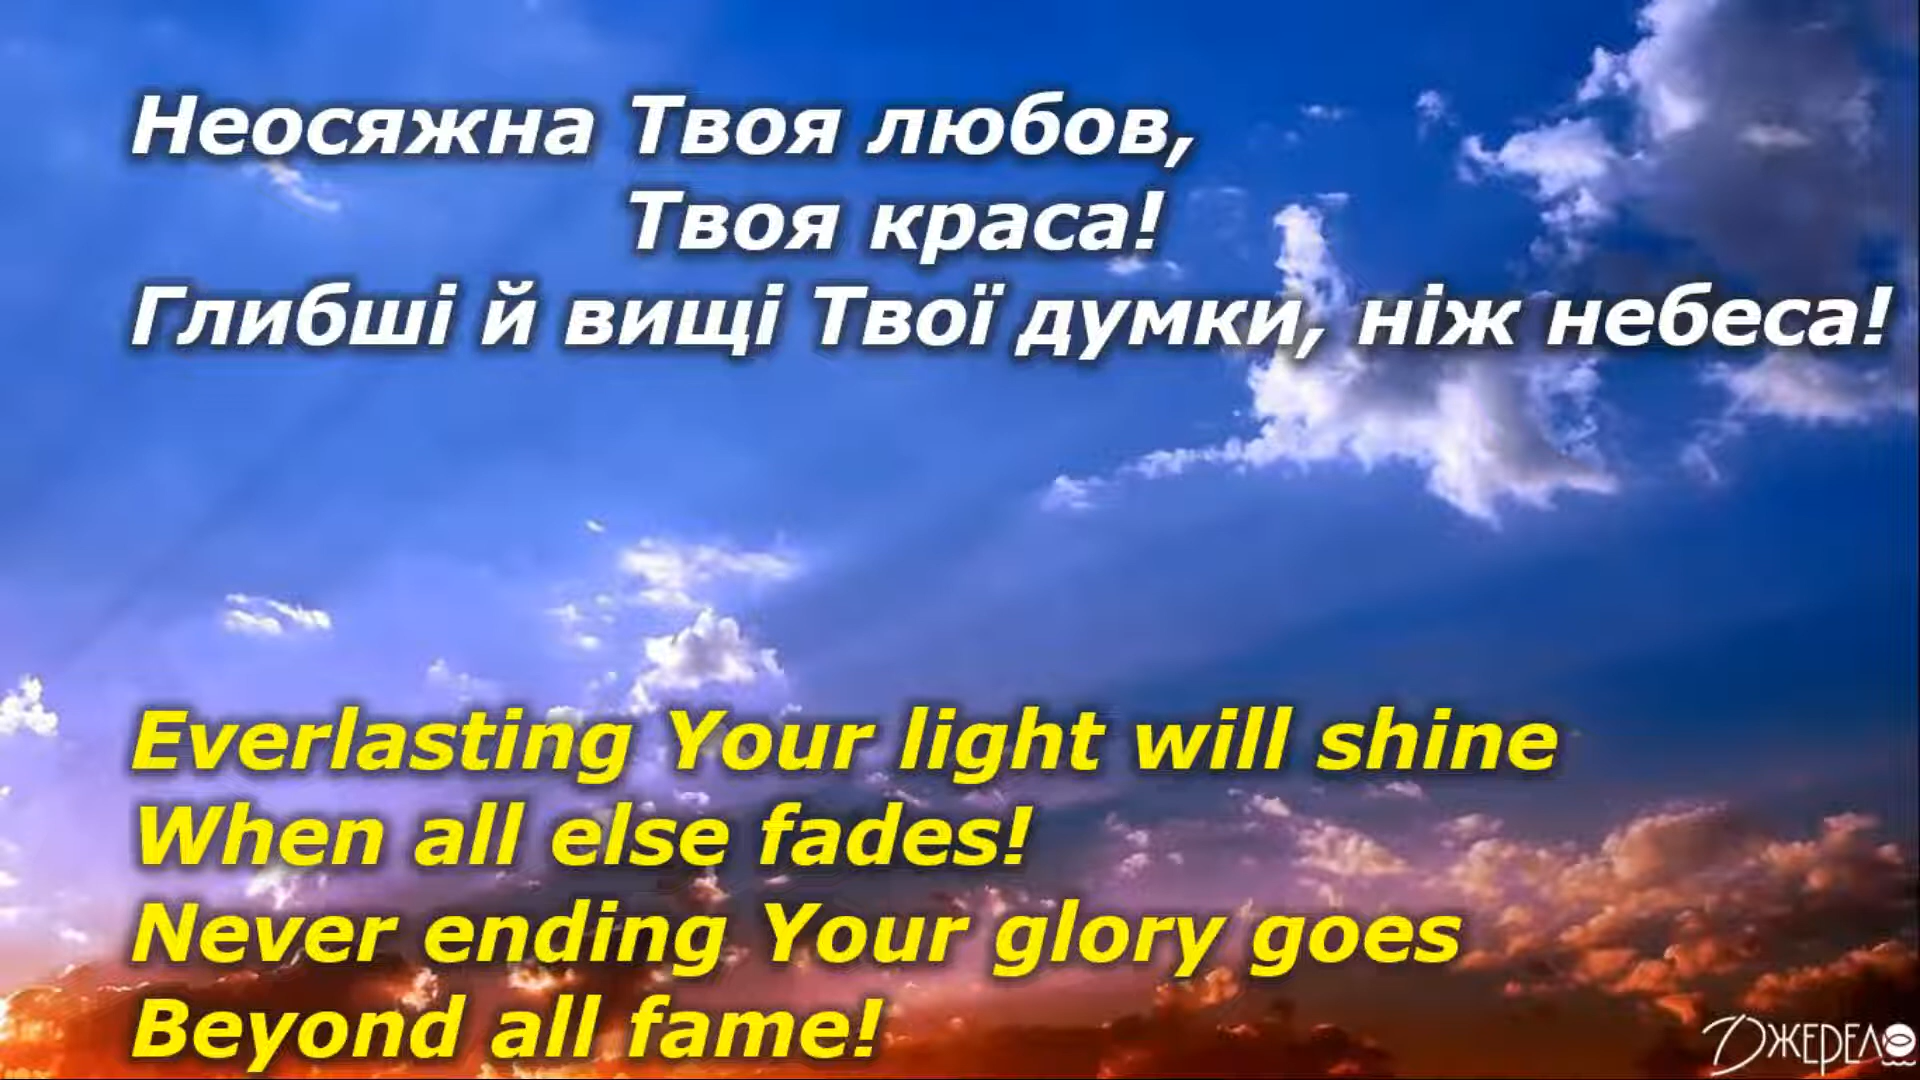 Неосяжна Твоя любов,
Твоя краса!
Глибші й вищі Твої думки, ніж небеса!
Everlasting Your light will shine
When all else fades!
Never ending Your glory goes
Beyond all fame!
ДЖЕРЕЛО